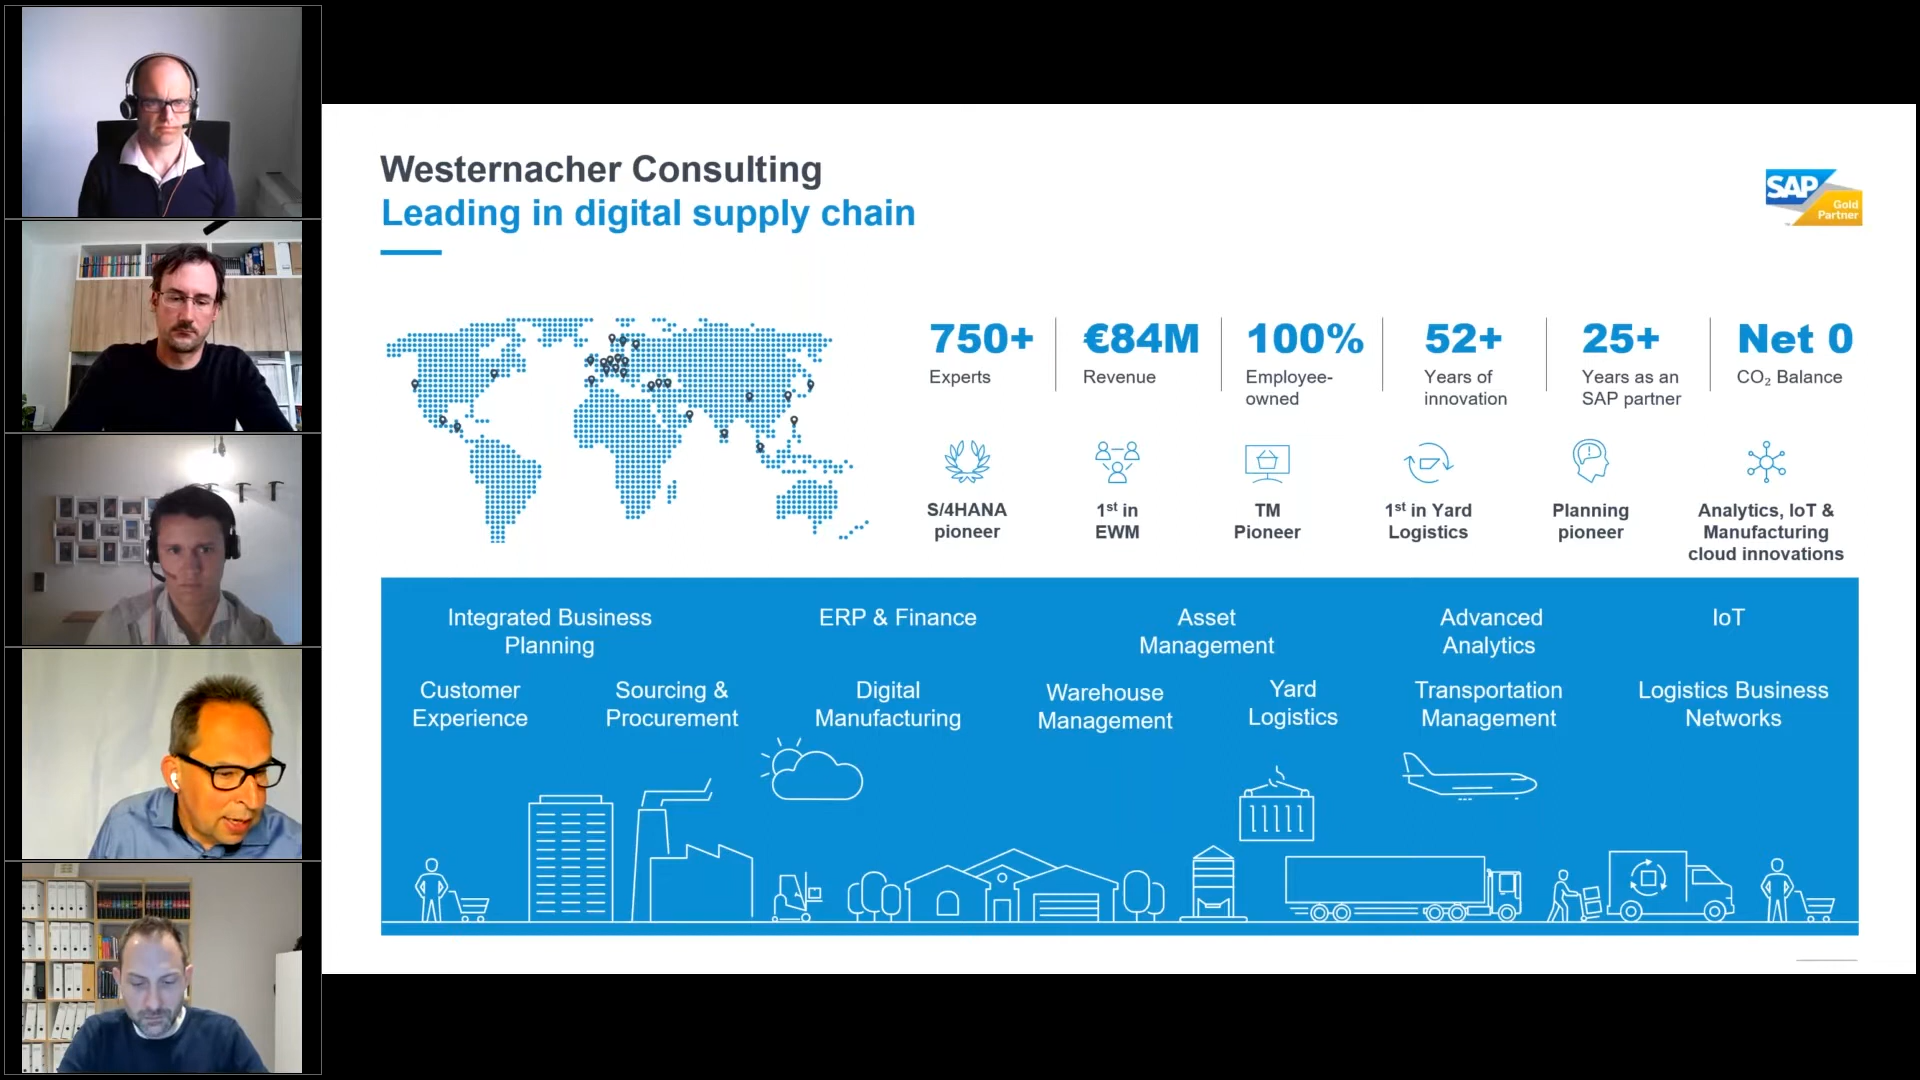 Westernacher Consulting
Leading in digital supply chain
SAP
Gold
Partner
750+
Experts
€84M
Revenue
100%
Employee-
owned
52+
Years of
innovation
25+
Years as an
SAP partner
Net 0
CO₂ Balance
S/4HANA
pioneer
1st in
EWM
TM
Pioneer
1st in Yard
Logistics
Planning
pioneer
Analytics, IoT &
Manufacturing
cloud innovations
Integrated Business
Planning
ERP & Finance
Asset
Management
Advanced
Analytics
IoT
Customer
Experience
Sourcing &
Procurement
Digital
Manufacturing
Warehouse
Management
Yard
Logistics
Transportation
Management
Logistics Business
Networks